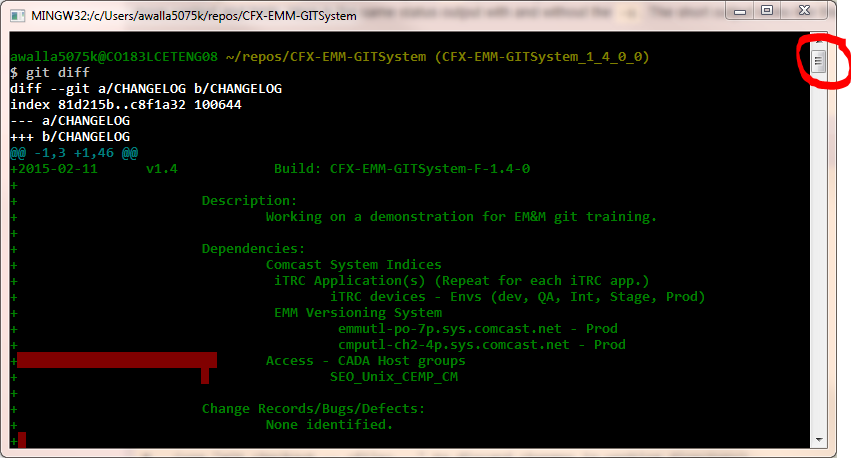 MINGW32:/c/Users/awalla5075k/repos/CFX-EMM-GITSystem
awalla5075k@CO183LCETENG08 ~/repos/CFX-EMM-GITSystem (CFX-EMM-GITSystem_1_4_0_0)
$ git diff
diff --git a/CHANGELOG b/CHANGELOG
index 81d215b..c8f1a32 100644
--- a/CHANGELOG
+++ b/CHANGELOG
@@ -1,3 +1,46 @@
+2015-02-11      v1.4            Build: CFX-EMM-GITSystem-F-1.4-0
+
+                       Description:
+                               Working on a demonstration for EM&M git training.
+
+                       Dependencies:
+                               Comcast System Indices
+                                iTRC Application(s) (Repeat for each iTRC app.)
+                                       iTRC devices - Envs (dev, QA, Int, Stage, Prod)
+                                EMM Versioning System
+                                        emmutl-po-7p.sys.comcast.net - Prod
+                                        cmputl-ch2-4p.sys.comcast.net - Prod
+                               Access - CADA Host groups
+                                       SEO_Unix_CEMP_CM
+
+                       Change Records/Bugs/Defects:
+                               None identified.
+